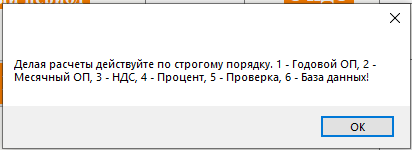 Делая расчеты действуйте по строгому порядку. 1 - Годовой ОП, 2 -
Месячный ОП, 3 - НДС, 4 - Процент, 5 - Проверка, 6 - База данных!
ОК